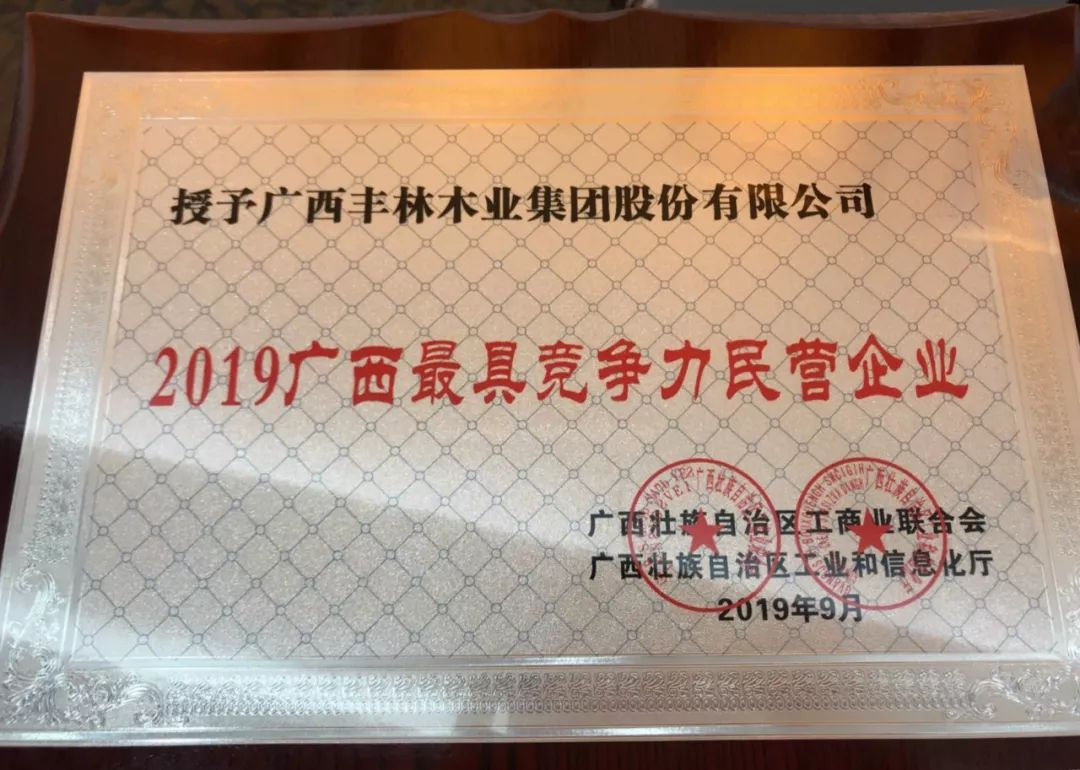 授予广西丰林木业集团股份有限公司
2019广西最具竞争力民营企业
广西壮族自治区工商业联合会
广西壮族自治区工业和信息化厅
2019年9月